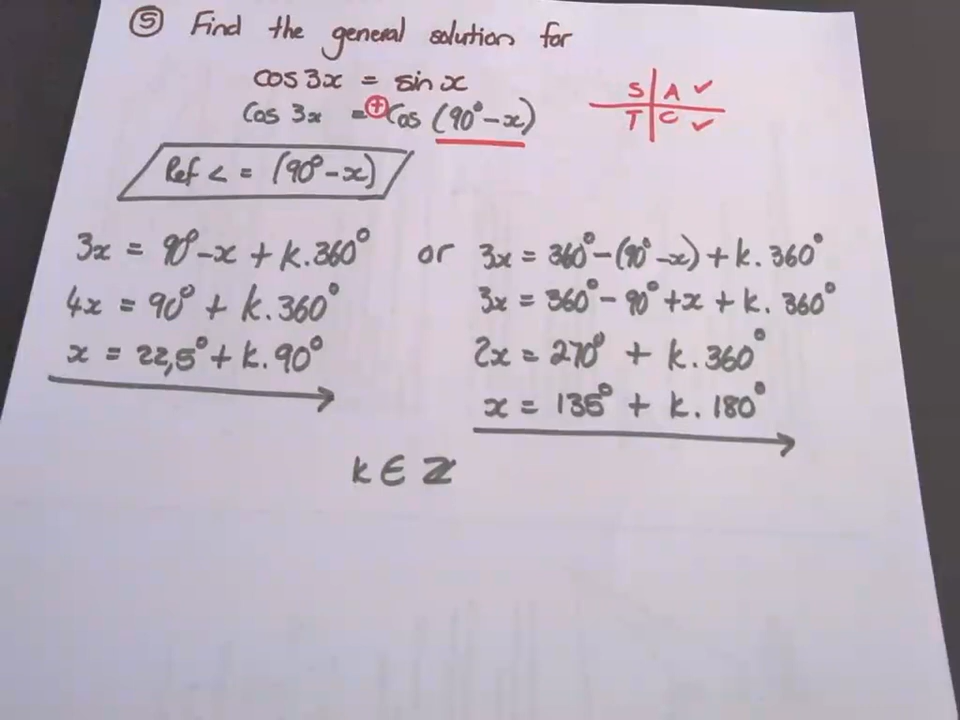 ⑤ Find the general solution for
cos 3x = sin x
Cos 3x = + Cos (90° - x)
S A ✓
T C ✓
Ref < = (90° - x)
3x = 90° - x + k.360° or 3x = 360° - (90° - x) + k. 360°
4x = 90° + k.360° 3x = 360° - 90° + x + k. 360°
x = 22,5° + k. 90° 2x = 270° + k. 360°
x = 135° + k. 180°
k ∈ ℤ